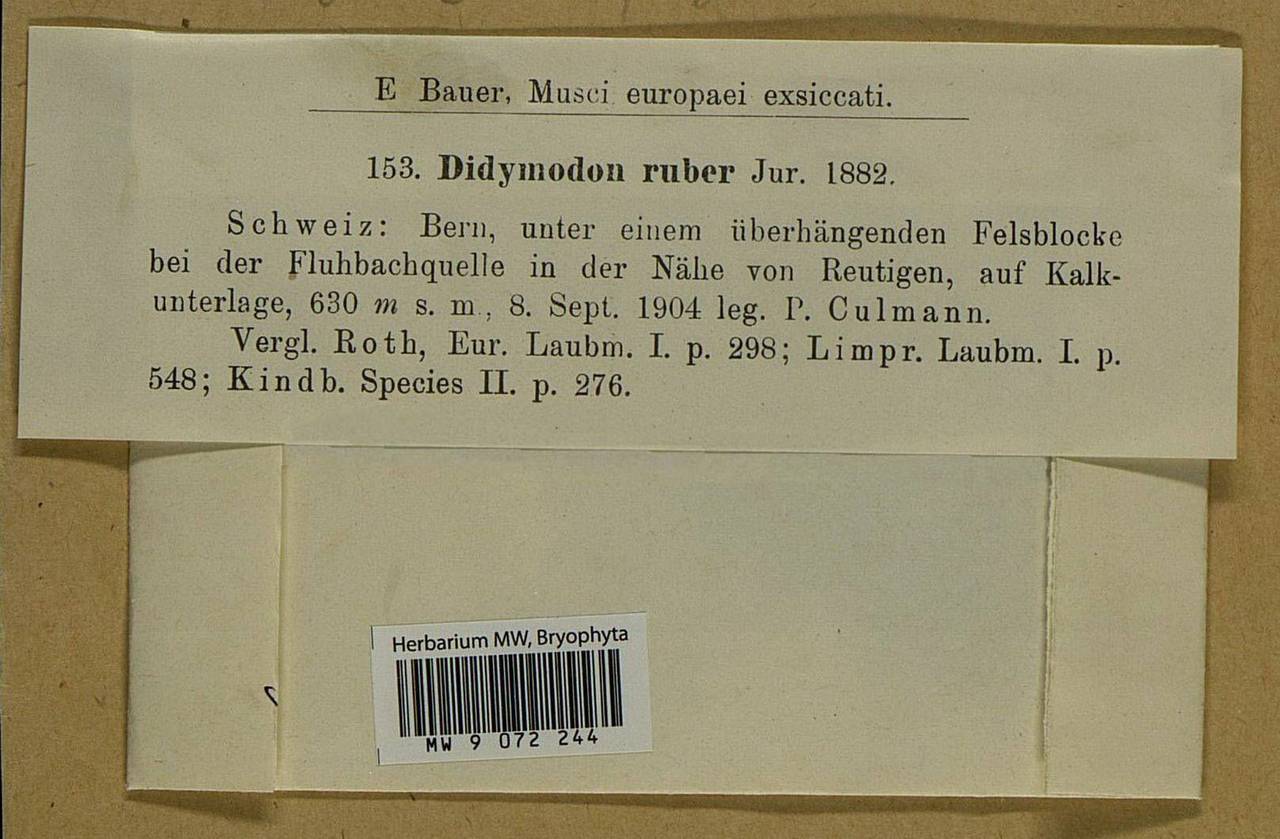 E Bauer, Musci europaei exsiccati.
153. Didymodon ruber Jur. 1882.
Schweiz: Bern, unter einem überhängenden Felsblocke
bei der Fluhbachquelle in der Nähe von Reutigen, auf Kalk-
unterlage, 630 m s. m., 8. Sept. 1904 leg. P. Culmann.
Vergl. Roth, Eur. Laubm. I. p. 298; Limpr. Laubm. I. p.
548; Kindb. Species II. p. 276.
Herbarium MW, Bryophyta
MW 9 072 244